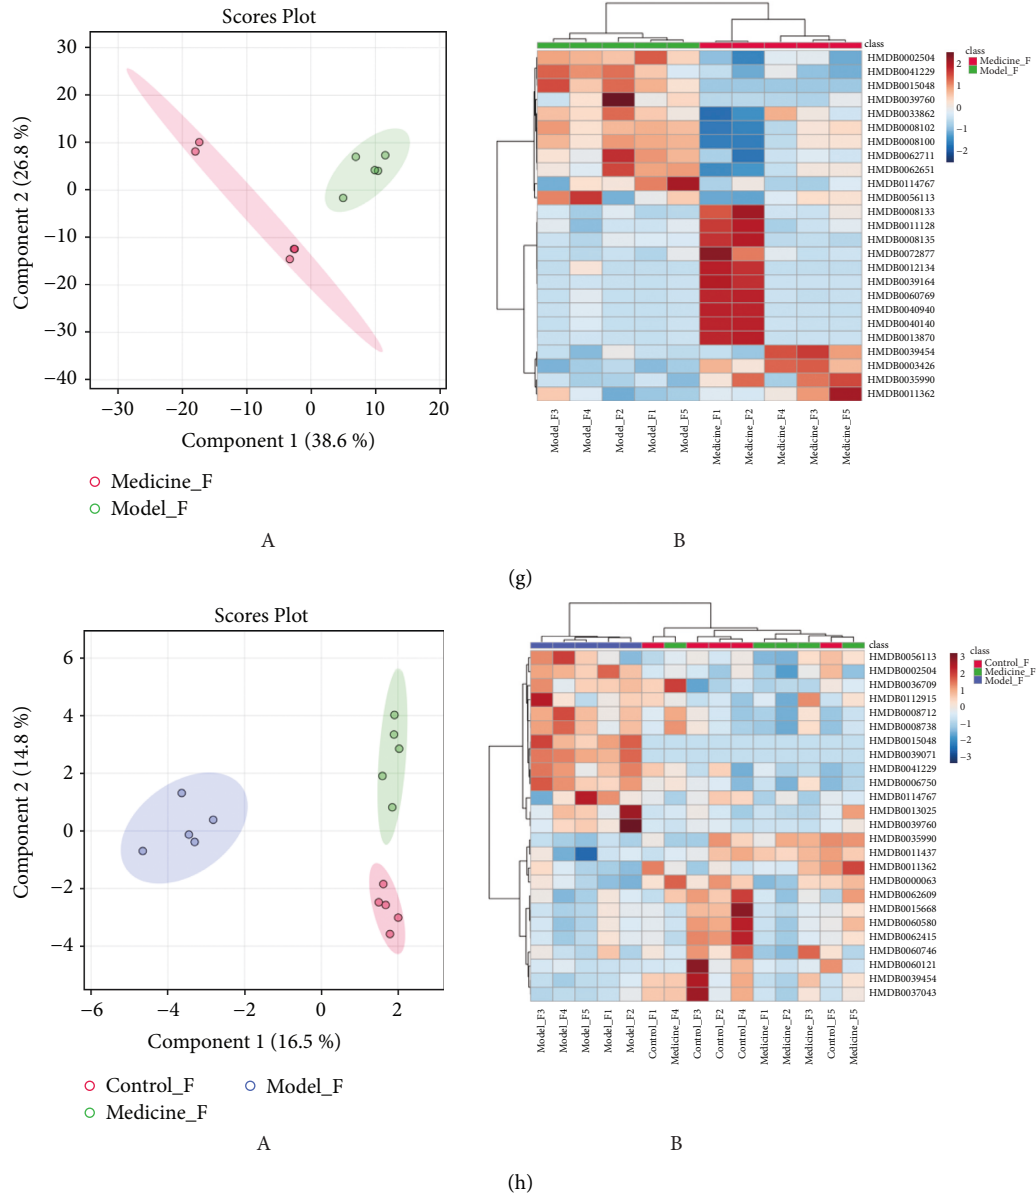 Scores Plot
30
20
10
0
−10
−20
−30
−40
−30
−20
−10
0
10
20
Component 2 (26.8 %)
Component 1 (38.6 %)
Medicine_F
Model_F
A
class
HMDB0002504
HMDB0041229
HMDB0015048
HMDB0039760
HMDB0033862
HMDB0008102
HMDB0008100
HMDB0062711
HMDB0062651
HMDB0114767
HMDB0056113
HMDB0008133
HMDB0011128
HMDB0008135
HMDB0072877
HMDB0012134
HMDB0039164
HMDB0060769
HMDB0040940
HMDB0040140
HMDB0013870
HMDB0039454
HMDB0003426
HMDB0035990
HMDB0011362
Model_F3
Model_F4
Model_F2
Model_F1
Model_F5
Medicine_F1
Medicine_F2
Medicine_F4
Medicine_F3
Medicine_F5
class
Medicine_F
Model_F
2
1
0
−1
−2
B
(g)
Scores Plot
6
4
2
0
−2
−4
−6
−4
−2
0
2
Component 2 (14.8 %)
Component 1 (16.5 %)
Control_F
Model_F
Medicine_F
A
class
HMDB0056113
HMDB0002504
HMDB0036709
HMDB0112915
HMDB0008712
HMDB0008738
HMDB0015048
HMDB0039071
HMDB0041229
HMDB0006750
HMDB0114767
HMDB0013025
HMDB0039760
HMDB0035990
HMDB0011437
HMDB0011362
HMDB0000063
HMDB0062609
HMDB0015668
HMDB0060580
HMDB0062415
HMDB0060746
HMDB0060121
HMDB0039454
HMDB0037043
Model_F3
Model_F4
Model_F5
Model_F1
Model_F2
Control_F1
Medicine_F4
Control_F3
Control_F2
Control_F4
Medicine_F1
Medicine_F2
Medicine_F3
Control_F5
Medicine_F5
class
Control_F
Medicine_F
Model_F
3
2
1
0
−1
−2
−3
B
(h)